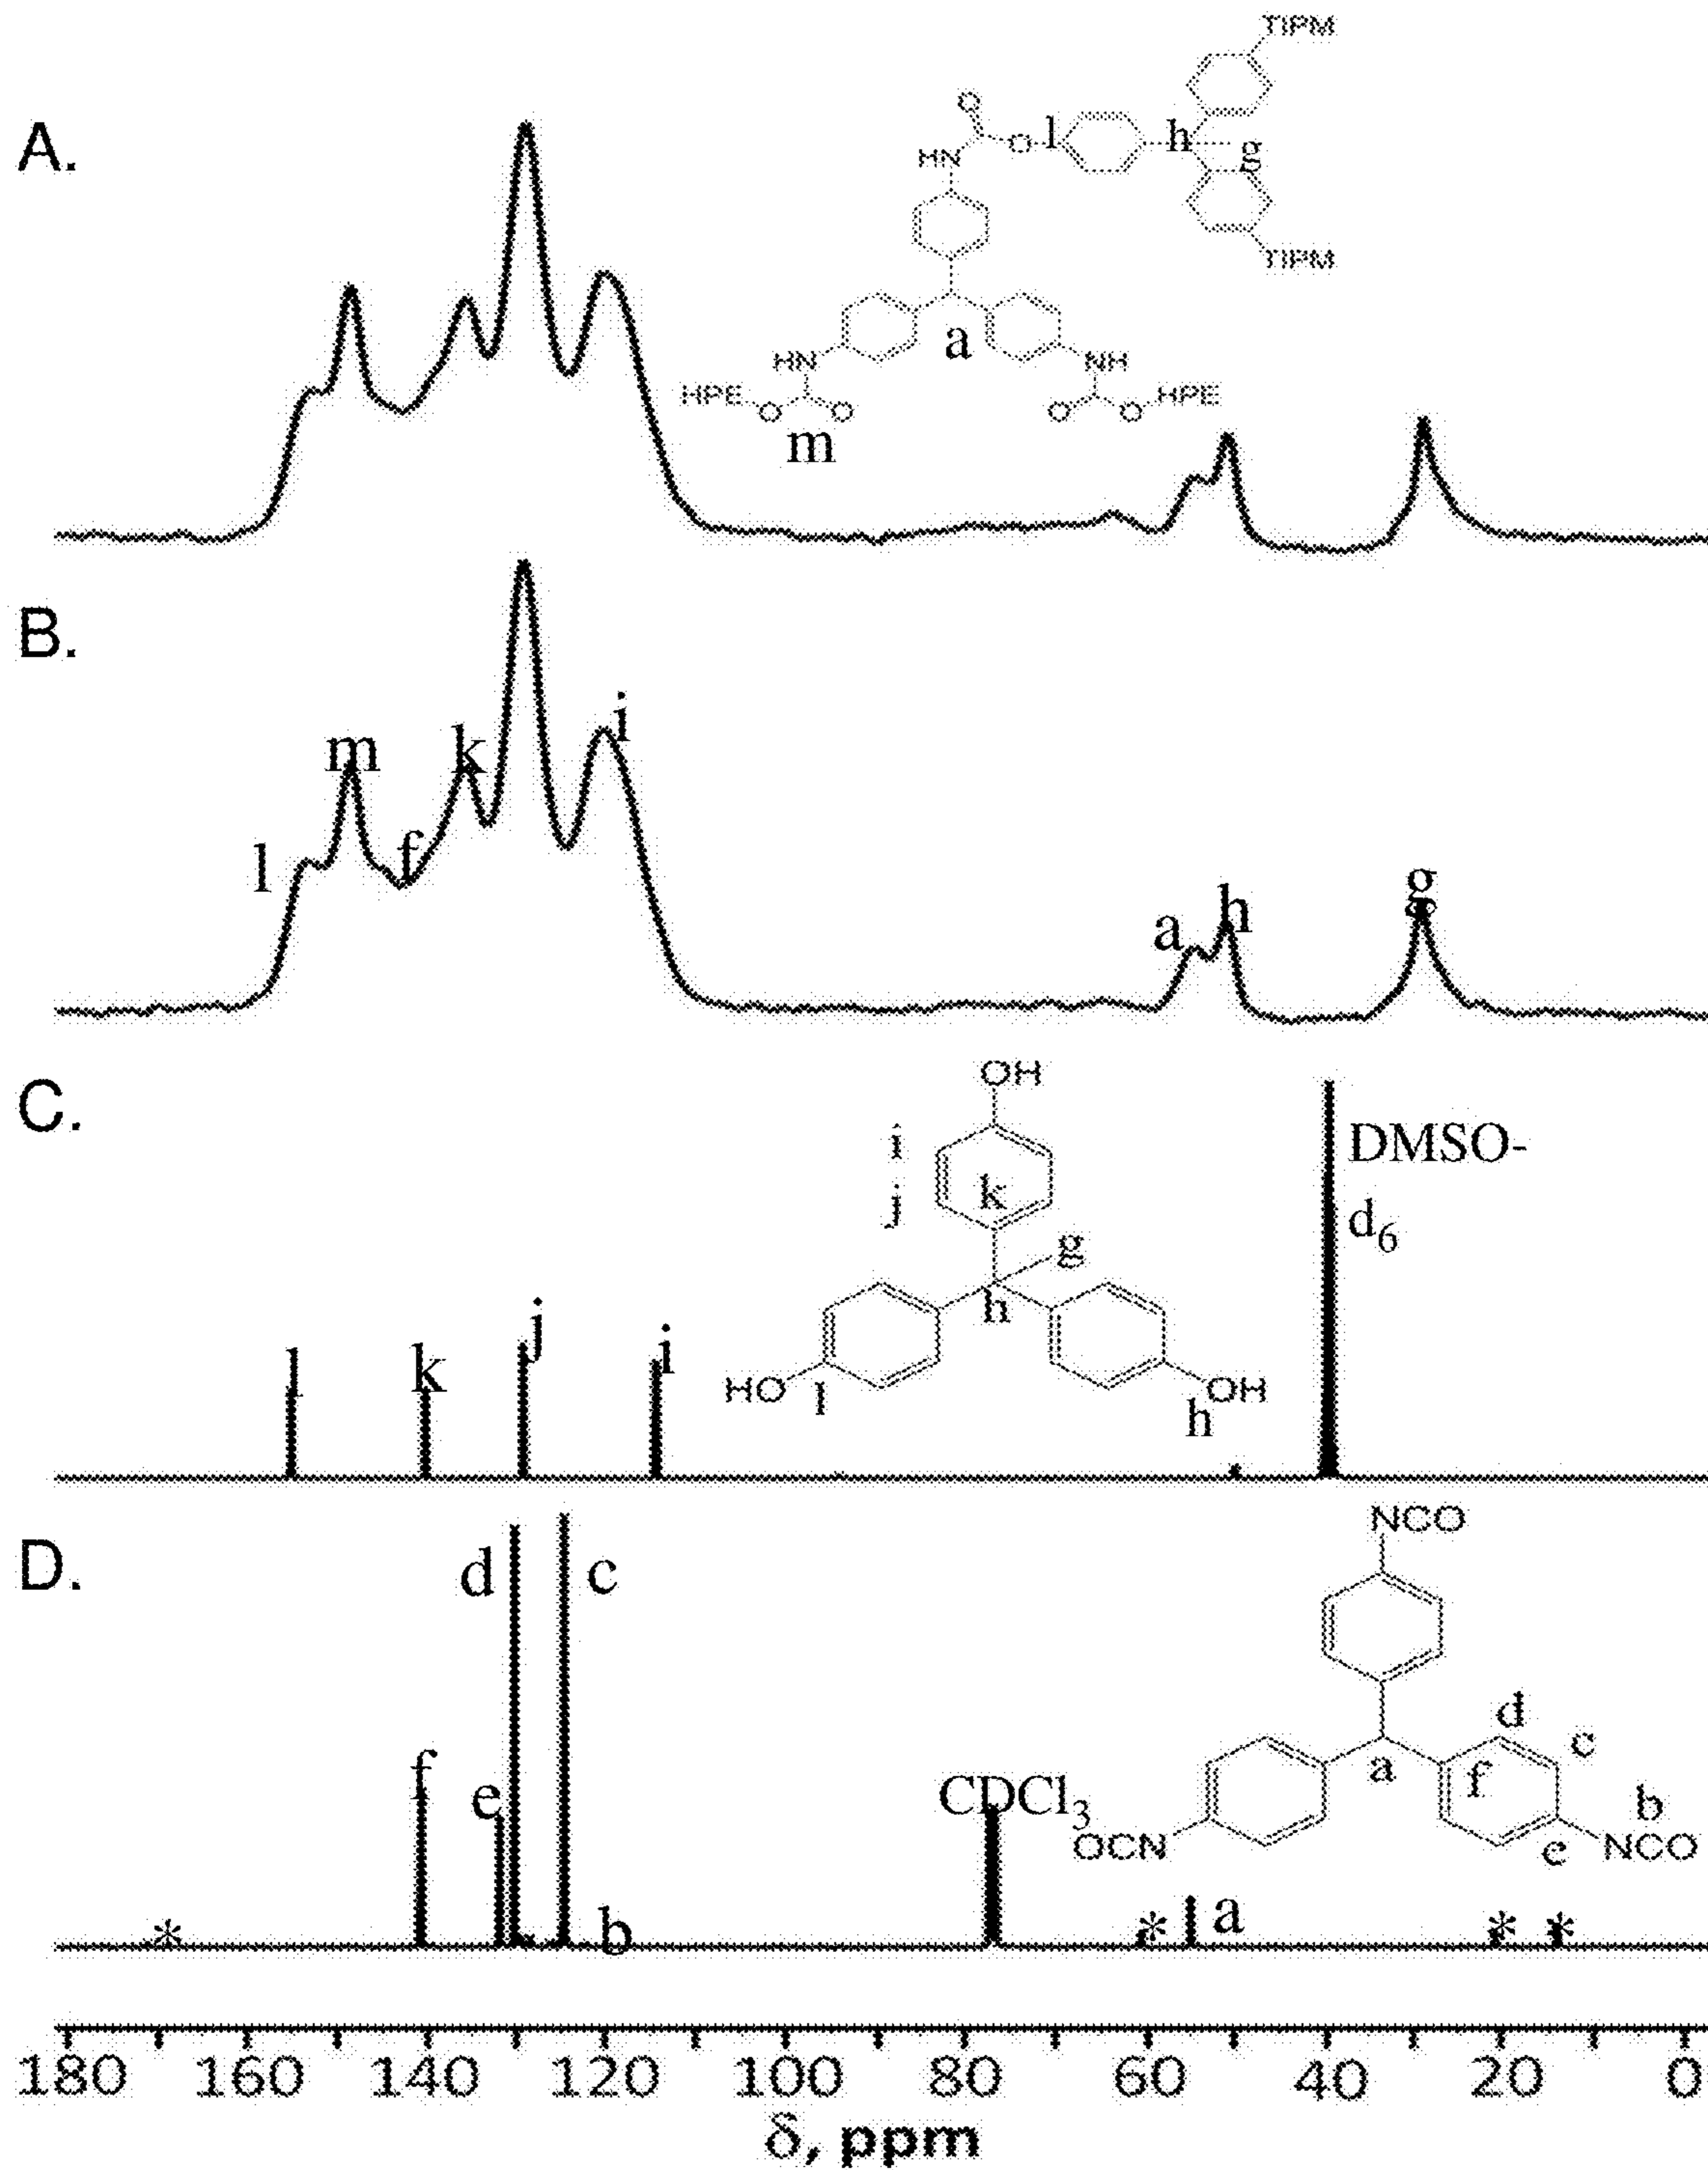 A.
TIPM
O
O
l
h
g
HN
TIPM
a
HN
NH
HPE
O
O
O
O
HPE
m
B.
i
m
k
l
f
a
h
g
C.
OH
DMSO-
d6
i
j
k
g
h
HO
l
OH
h
l
k
j
i
D.
NCO
d
c
d
c
a
f
b
f
e
CDCl3
OCN
e
NCO
*
b
*
a
*
*
180 160 140 120 100 80 60 40 20 0
δ, ppm